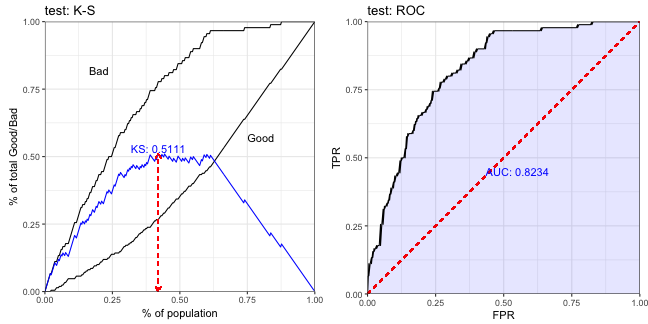 test: K-S
% of total Good/Bad
1.00
0.75
0.50
0.25
0.00
Bad
Good
KS: 0.5111
0.00 0.25 0.50 0.75 1.00
% of population
test: ROC
TPR
1.00
0.75
0.50
0.25
0.00
AUC: 0.8234
0.00 0.25 0.50 0.75 1.00
FPR